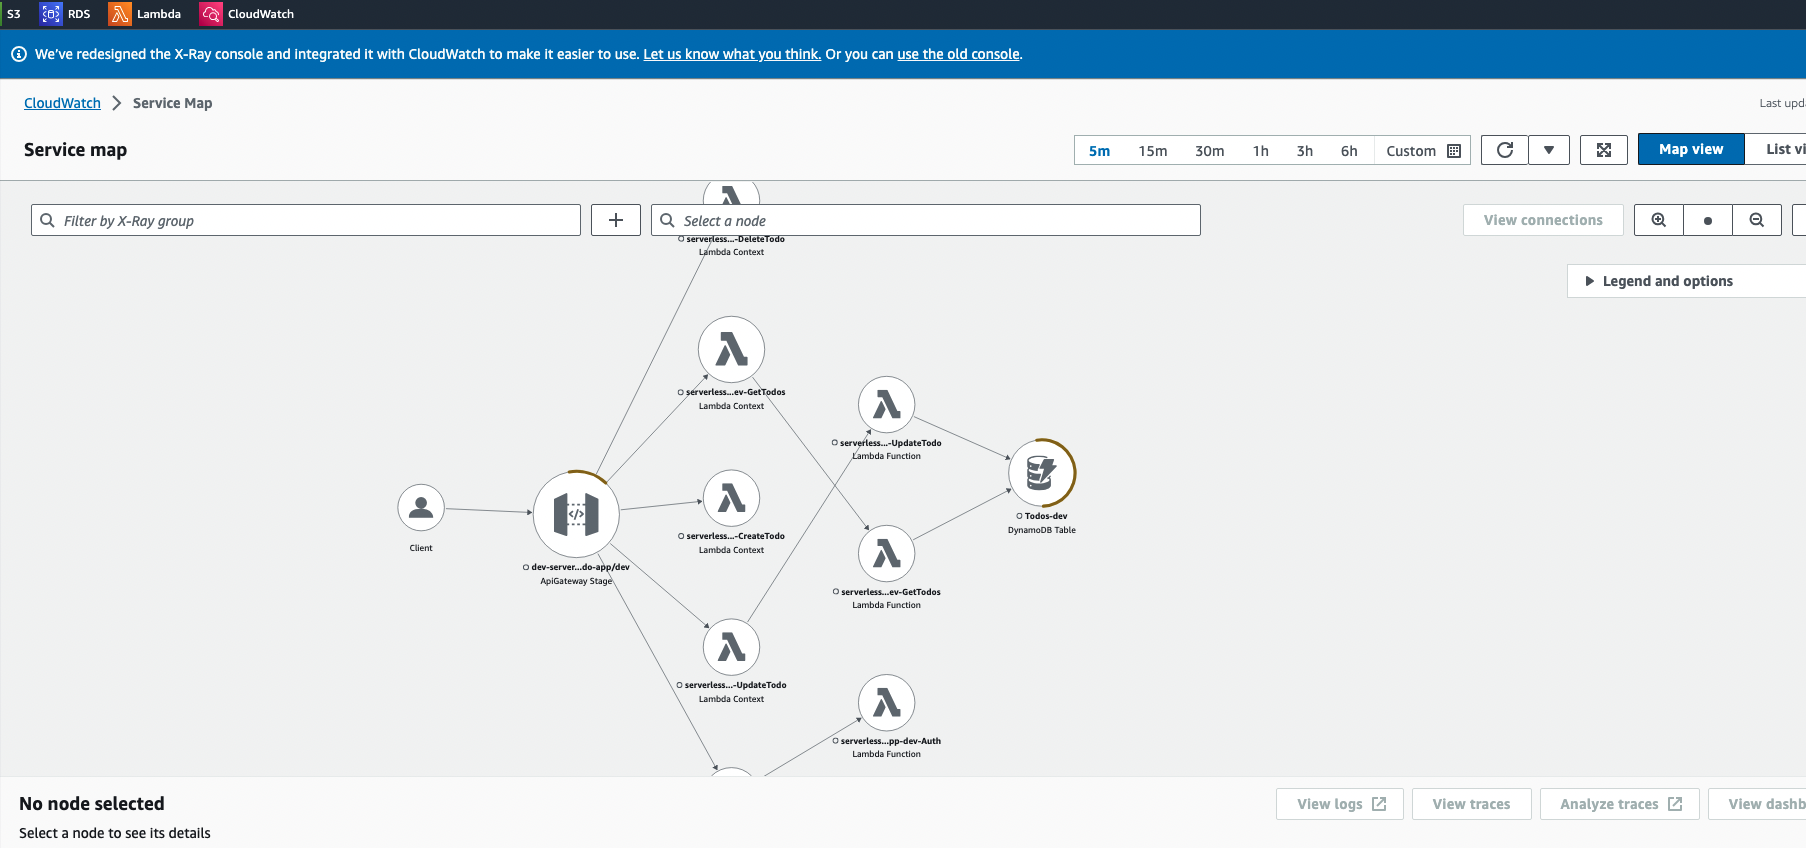 S3 RDS Lambda CloudWatch
We've redesigned the X-Ray console and integrated it with CloudWatch to make it easier to use. Let us know what you think. Or you can use the old console.
CloudWatch Service Map
Last upda
Service map
5m 15m 30m 1h 3h 6h Custom
Map view List vi
Filter by X-Ray group
Select a node
View connections
Legend and options
serverless...-DeleteTodo
Lambda Context
serverless...ev-GetTodos
Lambda Context
serverless...-UpdateTodo
Lambda Function
Todos-dev
DynamoDB Table
serverless...-CreateTodo
Lambda Context
Client
dev-server...do-app/dev
ApiGateway Stage
serverless...ev-GetTodos
Lambda Function
serverless...-UpdateTodo
Lambda Context
serverless...pp-dev-Auth
Lambda Function
No node selected
View logs View traces Analyze traces View dashb
Select a node to see its details